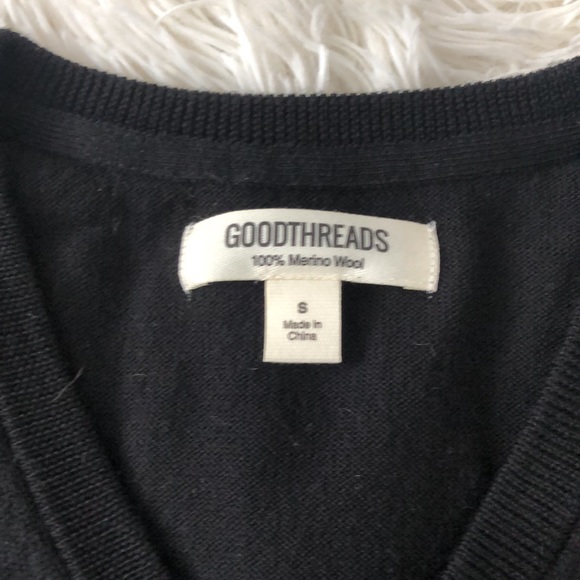 GOODTHREADS
100% Merino Wool
S
Made In
China